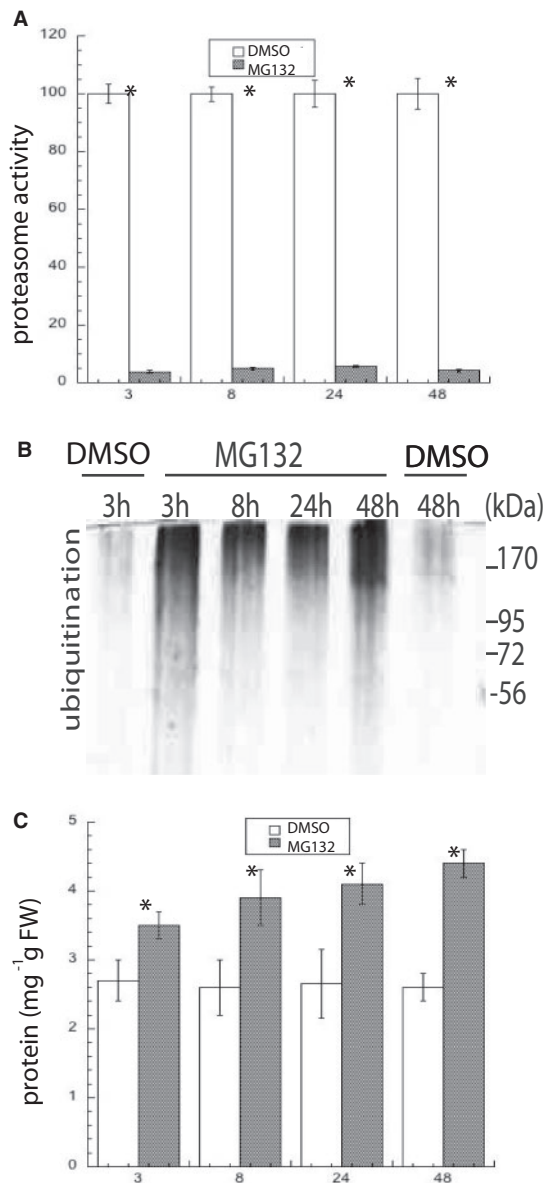 A
120
100
80
60
40
20
0
proteasome activity
DMSO
MG132
* * * *
3 8 24 48
B
DMSO MG132 DMSO
3h 3h 8h 24h 48h 48h (kDa)
ubiquitination
170
-95
-72
-56
C
5
4
3
2
1
0
protein (mg -1g FW)
DMSO
MG132
* * * *
3 8 24 48